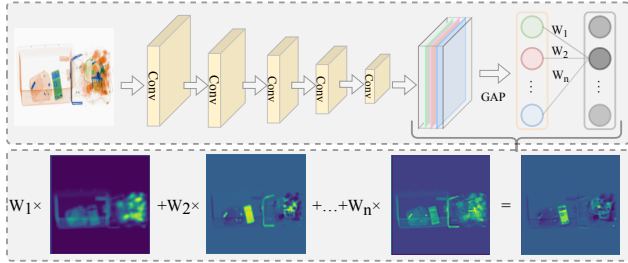 Conv
Conv
Conv
Conv
Conv
GAP
W1
W2
Wn
W1× +W2× +...+Wn× =